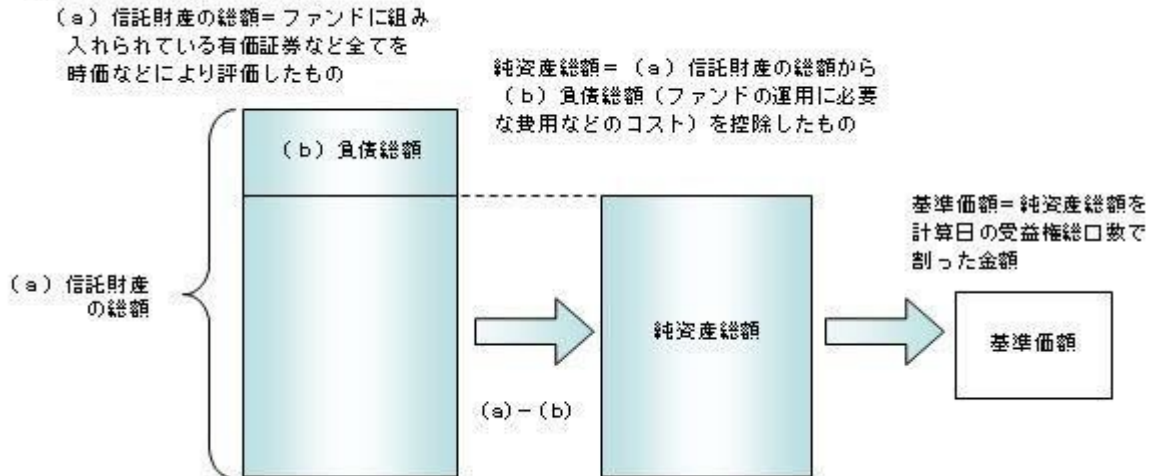 （a）信託財産の総額=ファンドに組み
入れられている有価証券など全てを
時価などにより評価したもの
純資産総額=（a）信託財産の総額から
（b）負債総額（ファンドの運用に必要
な費用などのコスト）を控除したもの
（b）負債総額
基準価額=純資産総額を
計算日の受益権総口数で
割った金額
（a）信託財産
の総額
純資産総額
基準価額
(a)－(b)